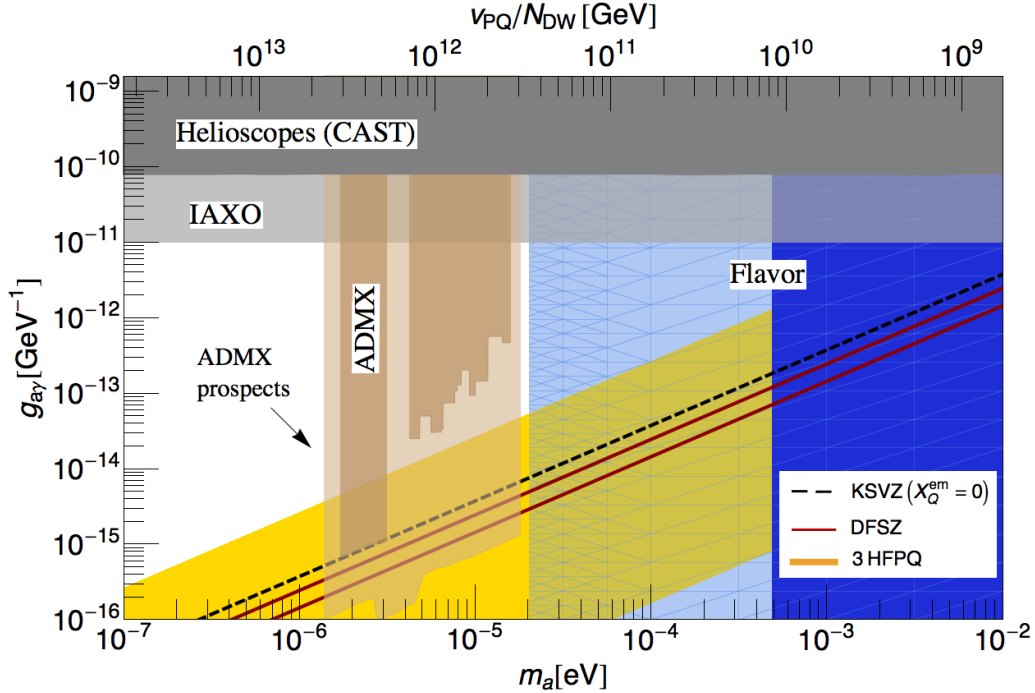 v_PQ/N_DW [GeV]
10^13 10^12 10^11 10^10 10^9
10^-9
Helioscopes (CAST)
10^-10
IAXO
10^-11
Flavor
10^-12
ADMX
ADMX
prospects
10^-13
10^-14
10^-15
10^-16
g_aγ [GeV^-1]
KSVZ (X_Q^em = 0)
DFSZ
3 HFPQ
10^-7 10^-6 10^-5 10^-4 10^-3 10^-2
m_a [eV]